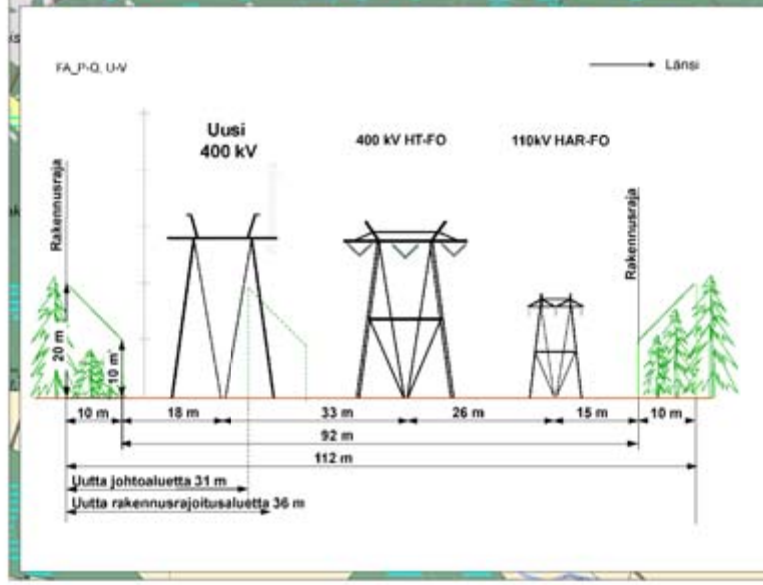 FA_P-Q, U-V
Länsi
Uusi
400 kV
400 kV HT-FO
110kV HAR-FO
Rakennusraja
Rakennusraja
20 m
10 m
10 m
18 m
33 m
26 m
15 m
10 m
92 m
112 m
Uutta johtoaluetta 31 m
Uutta rakennusrajoitusaluetta 36 m